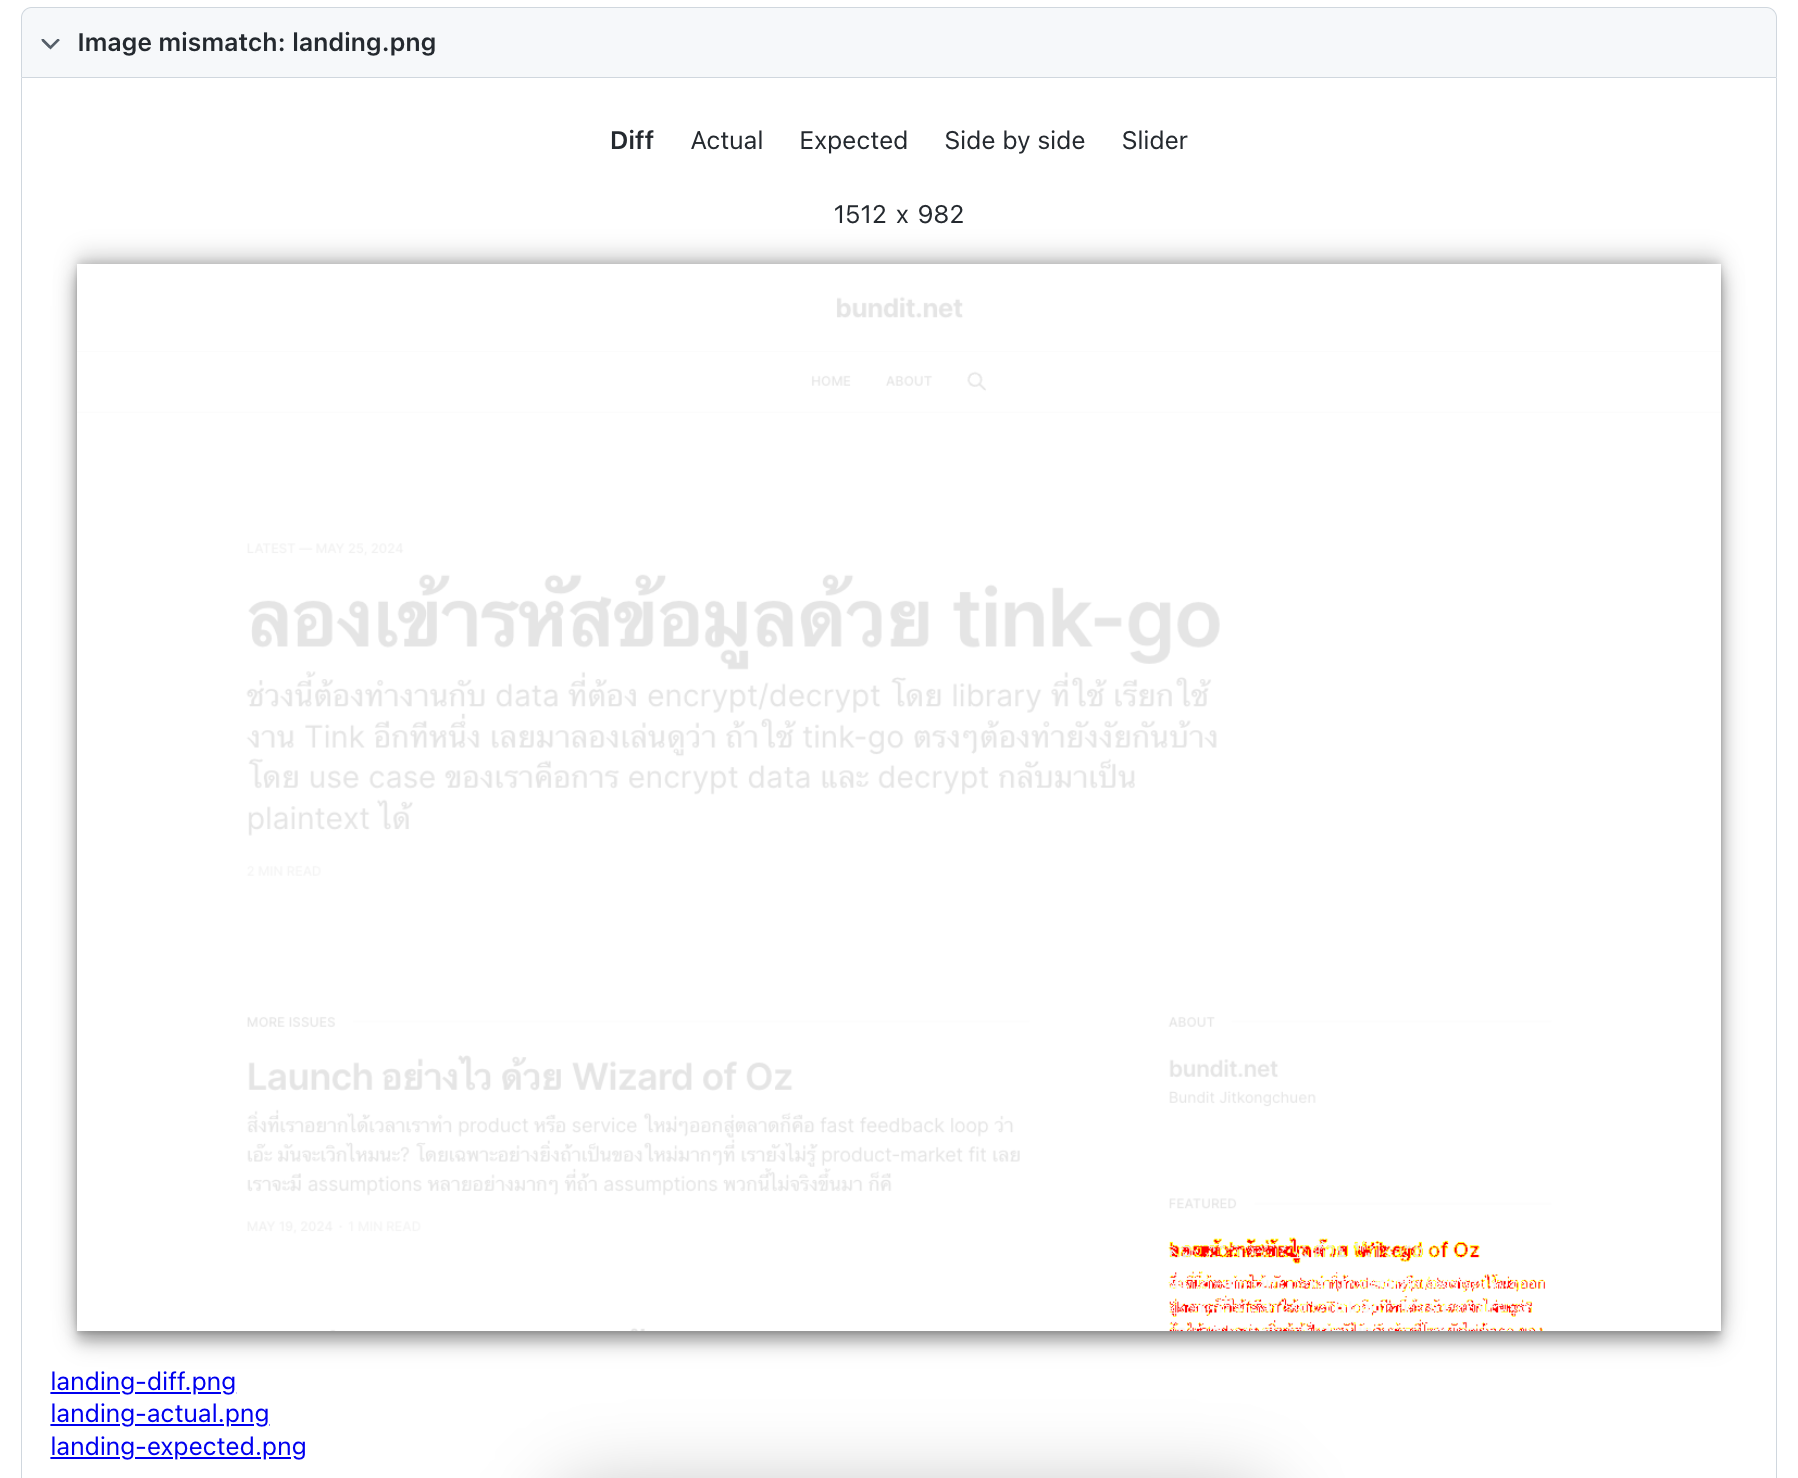 Image mismatch: landing.png
Diff Actual Expected Side by side Slider
1512 x 982
bundit.net
HOME ABOUT
LATEST — MAY 25, 2024
ลองเข้ารหัสข้อมูลด้วย tink-go
ช่วงนี้ต้องทำงานกับ data ที่ต้อง encrypt/decrypt โดย library ที่ใช้ เรียกใช้
งาน Tink อีกทีหนึ่ง เลยมาลองเล่นดูว่า ถ้าใช้ tink-go ตรงๆต้องทำยังงัยกันบ้าง
โดย use case ของเราคือการ encrypt data และ decrypt กลับมาเป็น
plaintext ได้
2 MIN READ
MORE ISSUES
Launch อย่างไว ด้วย Wizard of Oz
สิ่งที่เราอยากได้เวลาเราทำ product หรือ service ใหม่ๆออกสู่ตลาดก็คือ fast feedback loop ว่า
เอ๊ะ มันจะเวิกไหมนะ? โดยเฉพาะอย่างยิ่งถ้าเป็นของใหม่มากๆที่ เรายังไม่รู้ product-market fit เลย
เราจะมี assumptions หลายอย่างมากๆ ที่ถ้า assumptions พวกนี้ไม่จริงขึ้นมา ก็คื
MAY 19, 2024 · 1 MIN READ
ABOUT
bundit.net
Bundit Jitkongchuen
FEATURED
of Oz
landing-diff.png
landing-actual.png
landing-expected.png